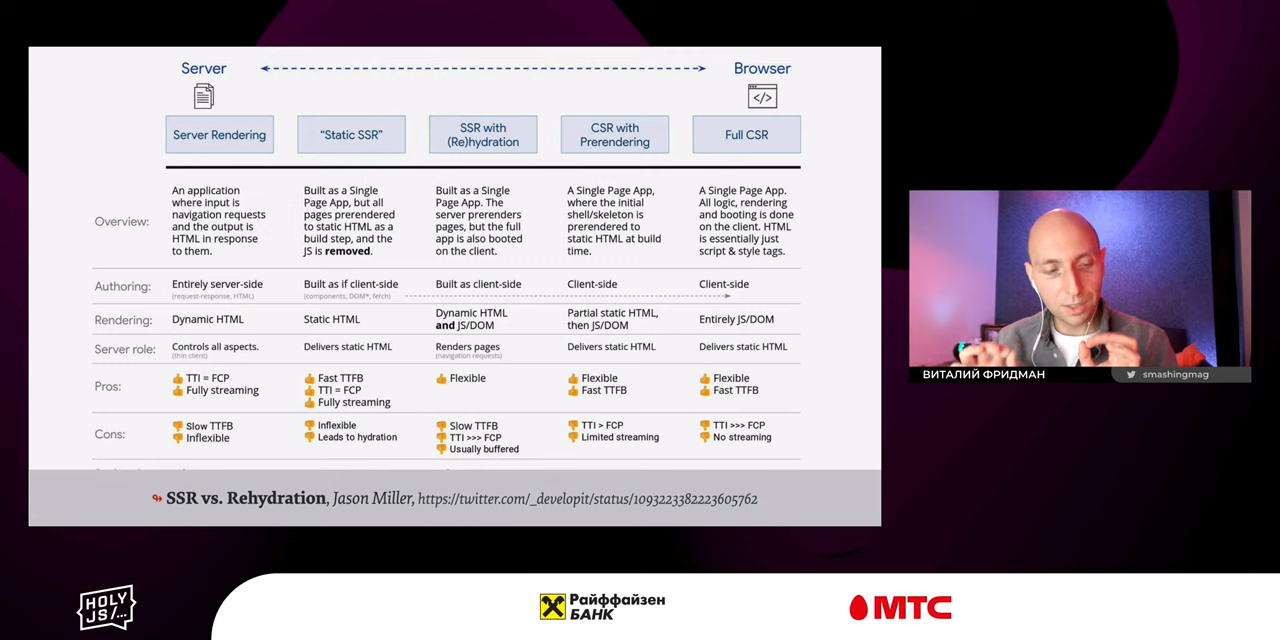 Server
Browser
Server Rendering
“Static SSR”
SSR with
(Re)hydration
CSR with
Prerendering
Full CSR
Overview:
An application
where input is
navigation requests
and the output is
HTML in response
to them.
Built as a Single
Page App, but all
pages prerendered
to static HTML as a
build step, and the
JS is removed.
Built as a Single
Page App. The
server prerenders
pages, but the full
app is also booted
on the client.
A Single Page App,
where the initial
shell/skeleton is
prerendered to
static HTML at build
time.
A Single Page App.
All logic, rendering
and booting is done
on the client. HTML
is essentially just
script & style tags.
Authoring:
Entirely server-side
(request-response, HTML)
Built as if client-side
(components, DOM*, fetch)
Built as client-side
Client-side
Client-side
Rendering:
Dynamic HTML
Static HTML
Dynamic HTML
and JS/DOM
Partial static HTML,
then JS/DOM
Entirely JS/DOM
Server role:
Controls all aspects.
(thin client)
Delivers static HTML
Renders pages
(navigation requests)
Delivers static HTML
Delivers static HTML
Pros:
👍 TTI = FCP
👍 Fully streaming
👍 Fast TTFB
👍 TTI = FCP
👍 Fully streaming
👍 Flexible
👍 Flexible
👍 Fast TTFB
👍 Flexible
👍 Fast TTFB
Cons:
👎 Slow TTFB
👎 Inflexible
👎 Inflexible
👎 Leads to hydration
👎 Slow TTFB
👎 TTI >>> FCP
👎 Usually buffered
👎 TTI > FCP
👎 Limited streaming
👎 TTI >>> FCP
👎 No streaming
SSR vs. Rehydration, Jason Miller, https://twitter.com/_developit/status/1093223382223605762
ВИТАЛИЙ ФРИДМАН
smashingmag
HOLY
JS/...
Райффайзен
БАНК
МТС